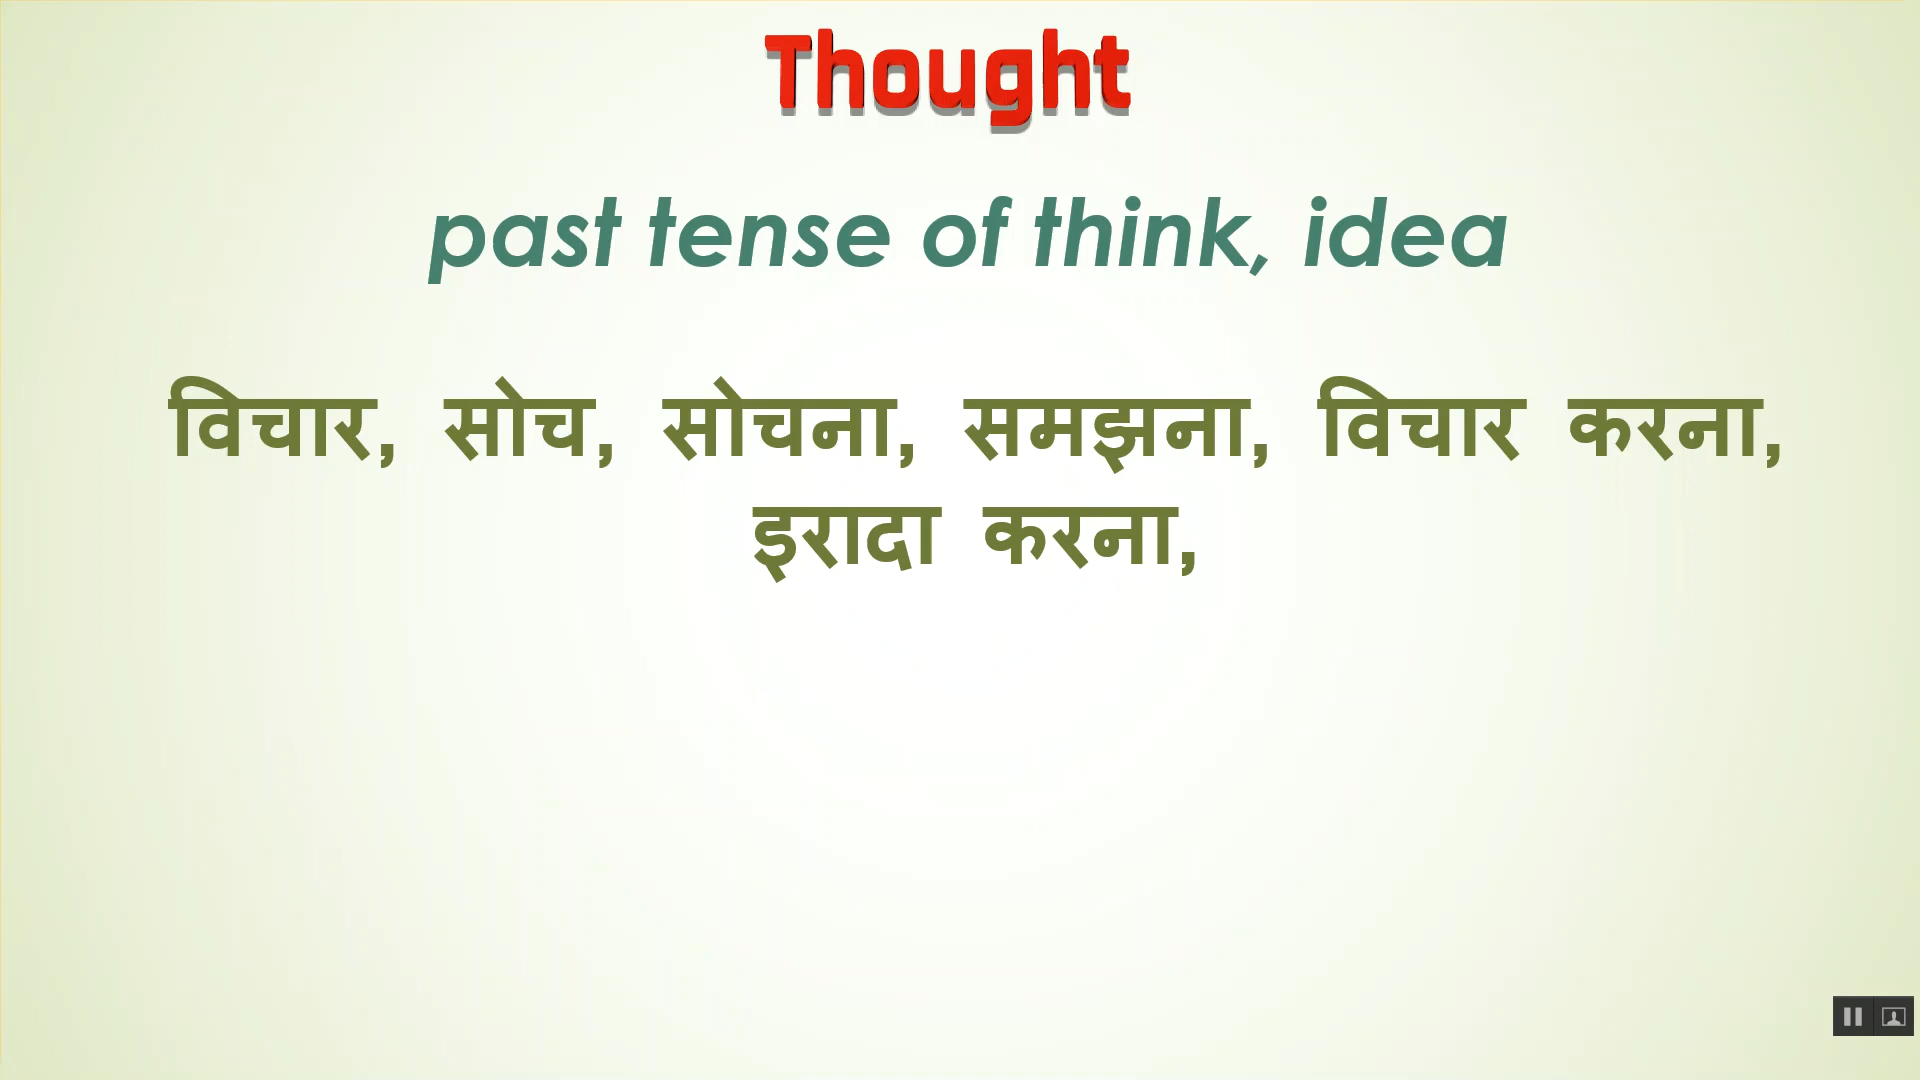 Thought
past tense of think, idea
विचार, सोच, सोचना, समझना, विचार करना,
इरादा करना,